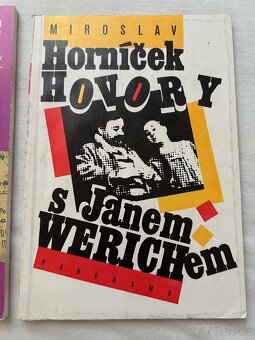 MIROSLAV
Horníček
HOVORY
s Janem
WERICHem
PANORAMA